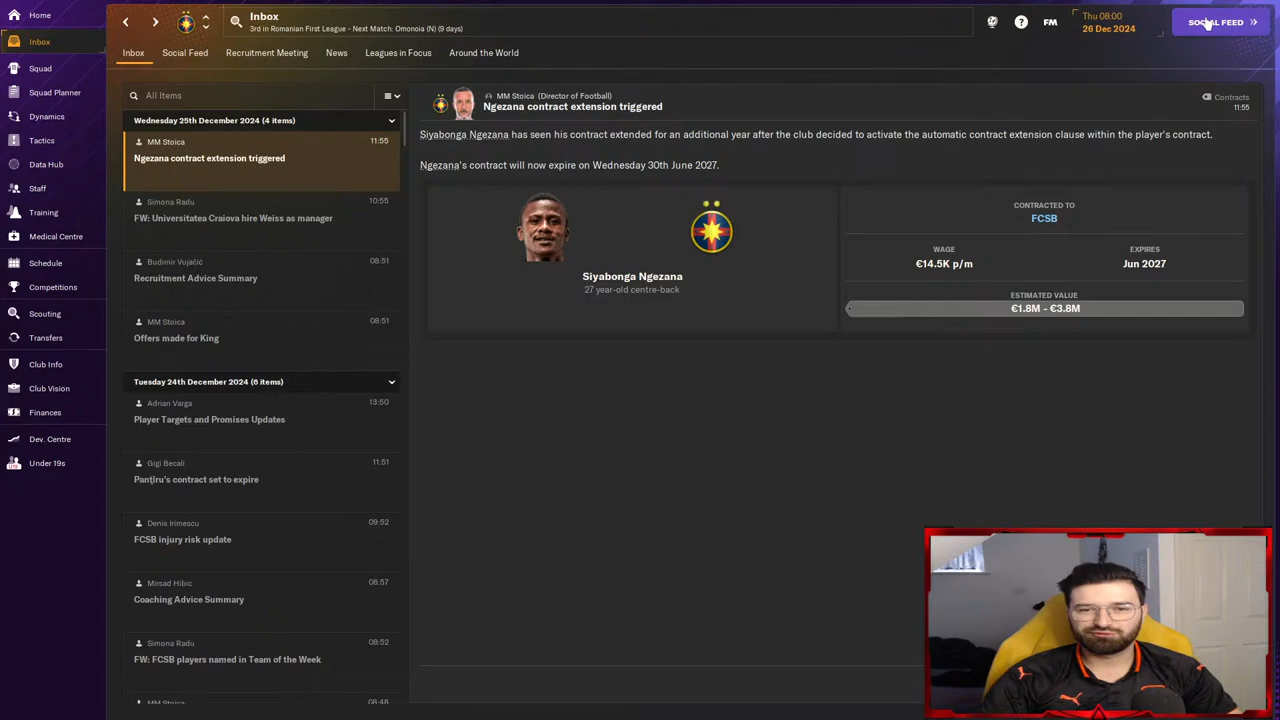 Home
Inbox
Squad
Squad Planner
Dynamics
Tactics
Data Hub
Staff
Training
Medical Centre
Schedule
Competitions
Scouting
Transfers
Club Info
Club Vision
Finances
Dev. Centre
Under 19s
Inbox
3rd in Romanian First League - Next Match: Omonoia (N) (9 days)
?
FM
Thu 08:00
26 Dec 2024
SOCIAL FEED
Inbox
Social Feed
Recruitment Meeting
News
Leagues in Focus
Around the World
All Items
Wednesday 25th December 2024 (4 items)
MM Stoica
11:55
Ngezana contract extension triggered
Simona Radu
10:55
FW: Universitatea Craiova hire Weiss as manager
Budimir Vujačić
08:51
Recruitment Advice Summary
MM Stoica
08:51
Offers made for King
Tuesday 24th December 2024 (6 items)
Adrian Varga
13:50
Player Targets and Promises Updates
Gigi Becali
11:51
Panțîru's contract set to expire
Denis Irimescu
09:52
FCSB injury risk update
Mirsad Hibic
08:57
Coaching Advice Summary
Simona Radu
08:52
FW: FCSB players named in Team of the Week
MM Stoica
08:48
MM Stoica (Director of Football)
Ngezana contract extension triggered
Contracts
11:55
Siyabonga Ngezana has seen his contract extended for an additional year after the club decided to activate the automatic contract extension clause within the player's contract.
Ngezana's contract will now expire on Wednesday 30th June 2027.
Siyabonga Ngezana
27 year-old centre-back
CONTRACTED TO
FCSB
WAGE
€14.5K p/m
EXPIRES
Jun 2027
ESTIMATED VALUE
€1.8M - €3.8M